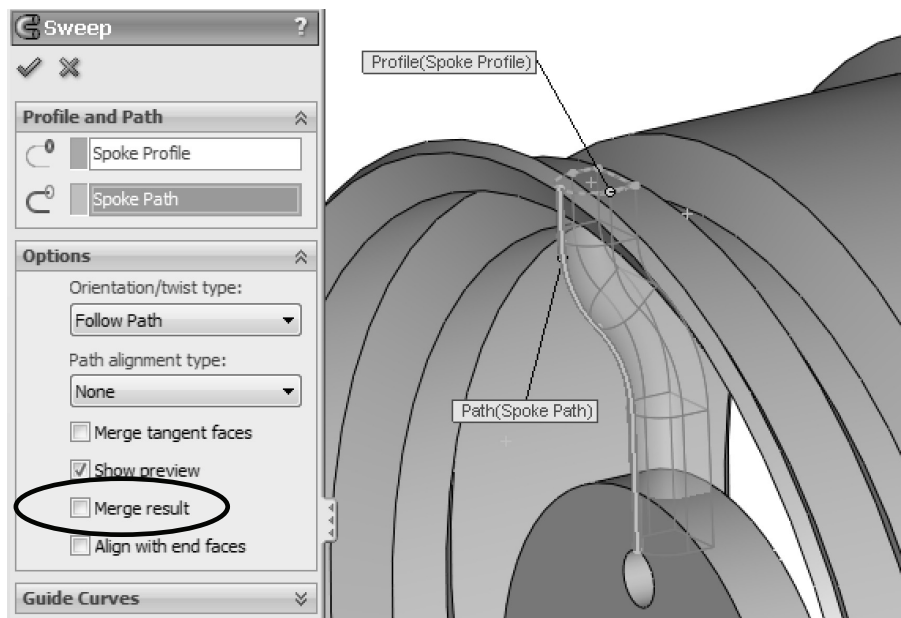 Sweep ?
Profile and Path
Spoke Profile
Spoke Path
Options
Orientation/twist type:
Follow Path
Path alignment type:
None
Merge tangent faces
Show preview
Merge result
Align with end faces
Guide Curves
Profile(Spoke Profile)
Path(Spoke Path)